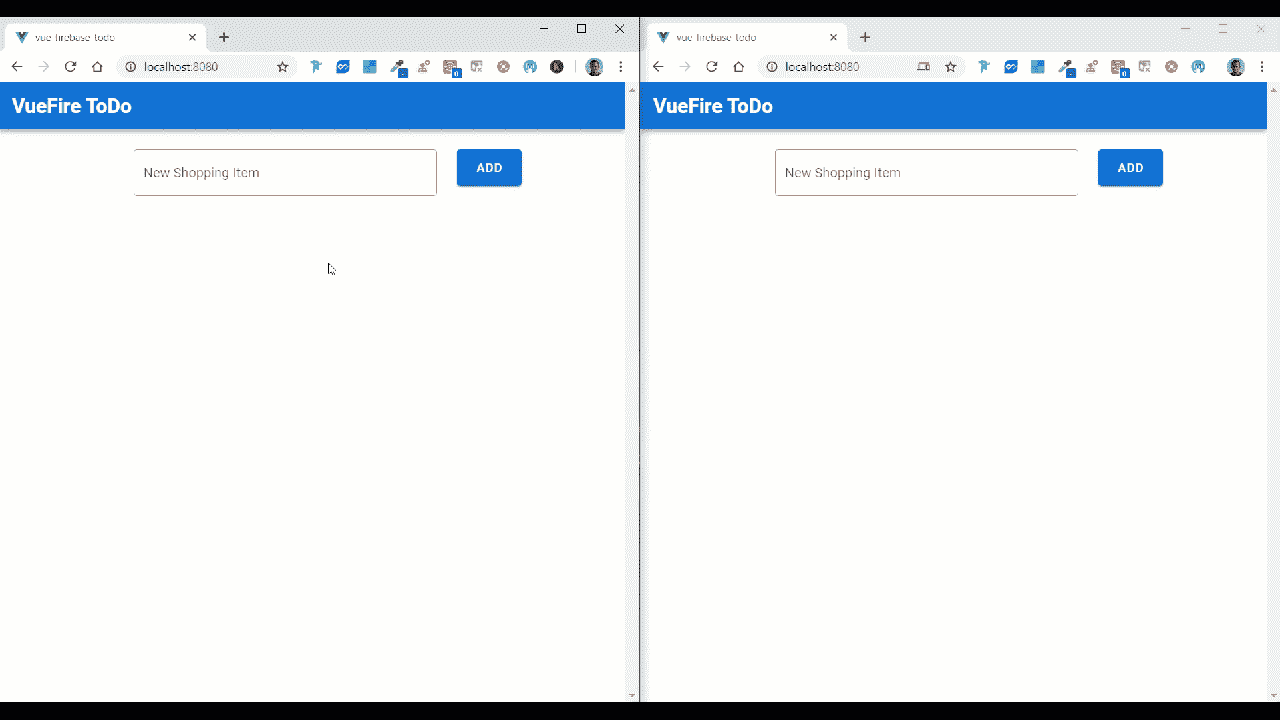 vue-firebase-todo
localhost:8080
VueFire ToDo
New Shopping Item
ADD
vue-firebase-todo
localhost:8080
VueFire ToDo
New Shopping Item
ADD